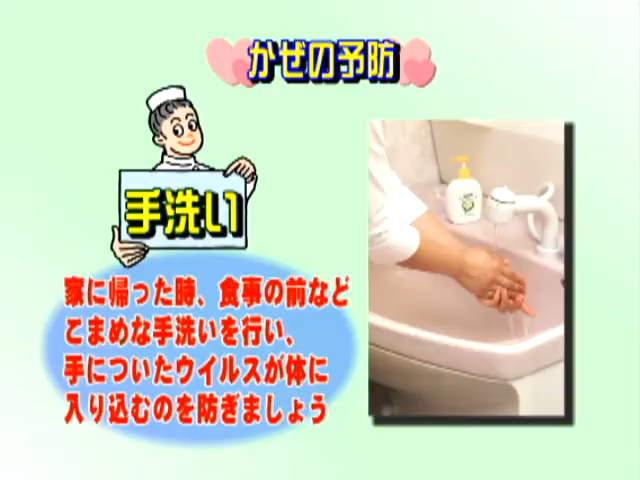 かぜの予防
手洗い
家に帰った時、食事の前など
こまめな手洗いを行い、
手についたウイルスが体に
入り込むのを防ぎましょう